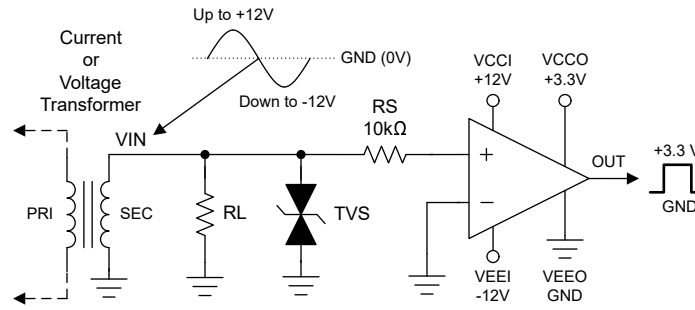 Up to +12V
Current
or
Voltage
Transformer
GND (0V)
Down to -12V
VIN
RS
10kΩ
VCCI
+12V
VCCO
+3.3V
PRI
SEC
RL
TVS
+
−
OUT
+3.3 V
GND
VEEI
-12V
VEEO
GND